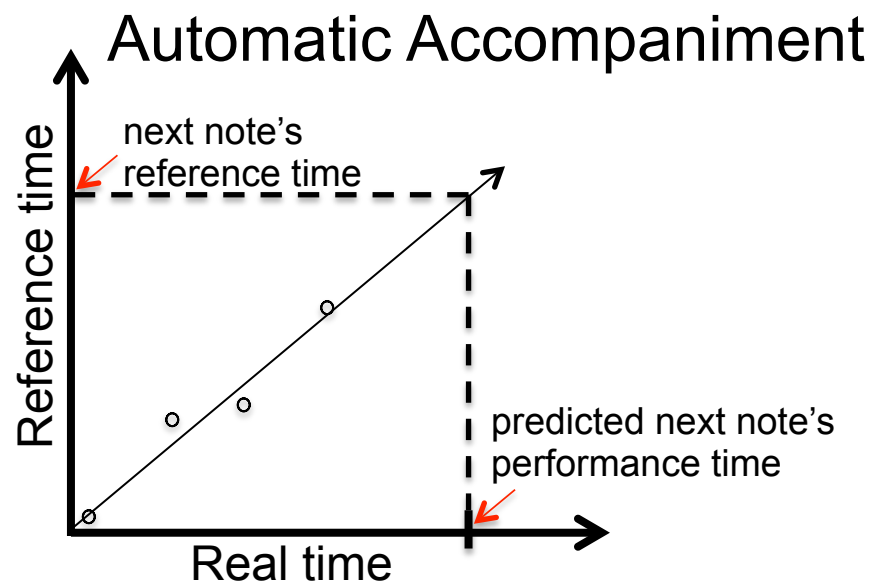 Automatic Accompaniment
next note’s
reference time
Reference time
predicted next note’s
performance time
Real time